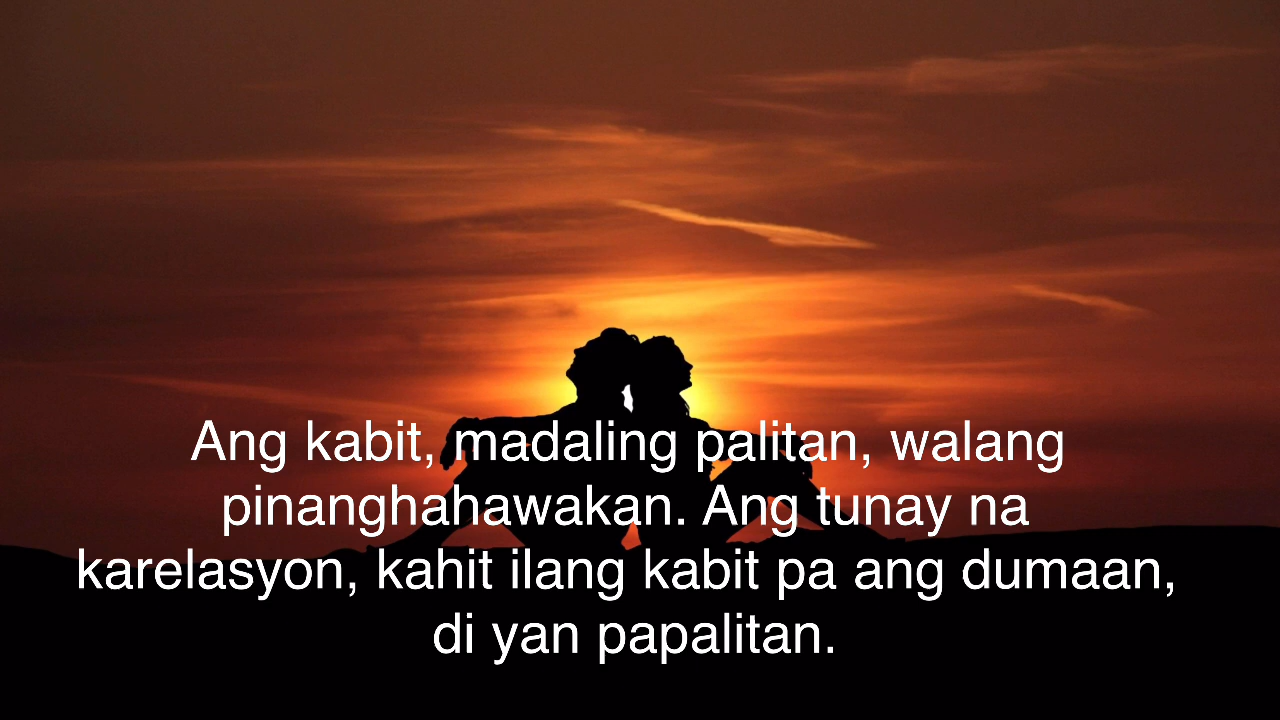 Ang kabit, madaling palitan, walang
pinanghahawakan. Ang tunay na
karelasyon, kahit ilang kabit pa ang dumaan,
di yan papalitan.